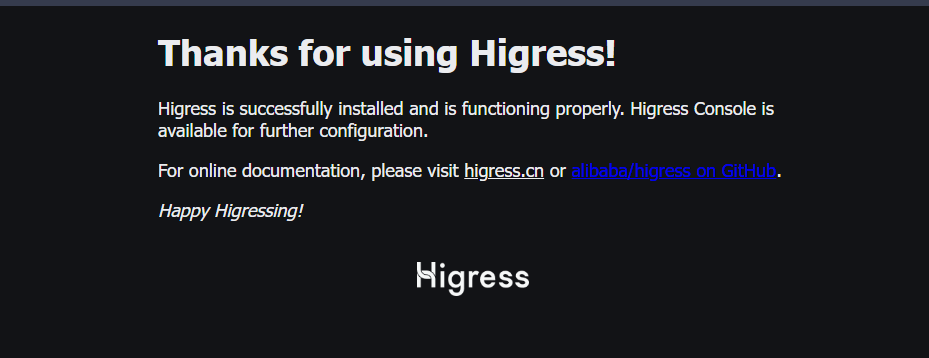 Thanks for using Higress!
Higress is successfully installed and is functioning properly. Higress Console is
available for further configuration.
For online documentation, please visit higress.cn or alibaba/higress on GitHub.
Happy Higressing!
Higress